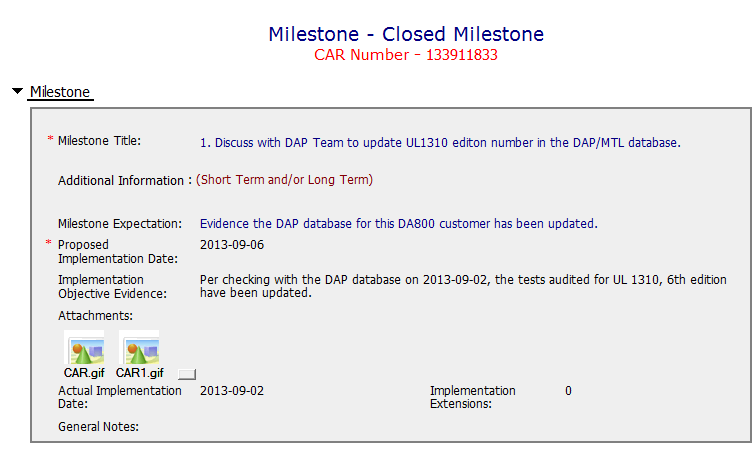 Milestone - Closed Milestone
CAR Number - 133911833
Milestone
* Milestone Title: 1. Discuss with DAP Team to update UL1310 editon number in the DAP/MTL database.
Additional Information : (Short Term and/or Long Term)
Milestone Expectation: Evidence the DAP database for this DA800 customer has been updated.
* Proposed 2013-09-06
Implementation Date:
Implementation Per checking with the DAP database on 2013-09-02, the tests audited for UL 1310, 6th edition
Objective Evidence: have been updated.
Attachments:
CAR.gif CAR1.gif
Actual Implementation 2013-09-02 Implementation 0
Date: Extensions:
General Notes: